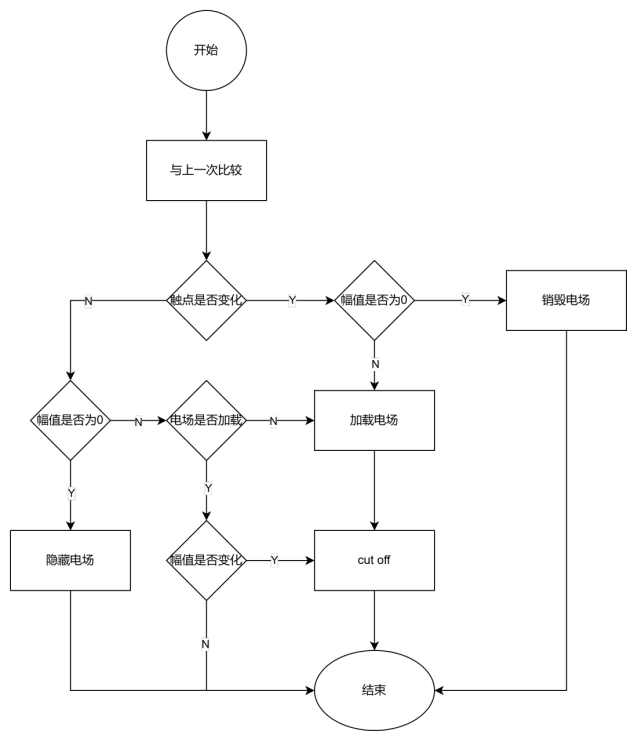 开始
与上一次比较
触点是否变化
Y
幅值是否为0
Y
销毁电场
N
N
幅值是否为0
N
电场是否加载
N
加载电场
Y
Y
隐藏电场
幅值是否变化
Y
cut off
N
结束